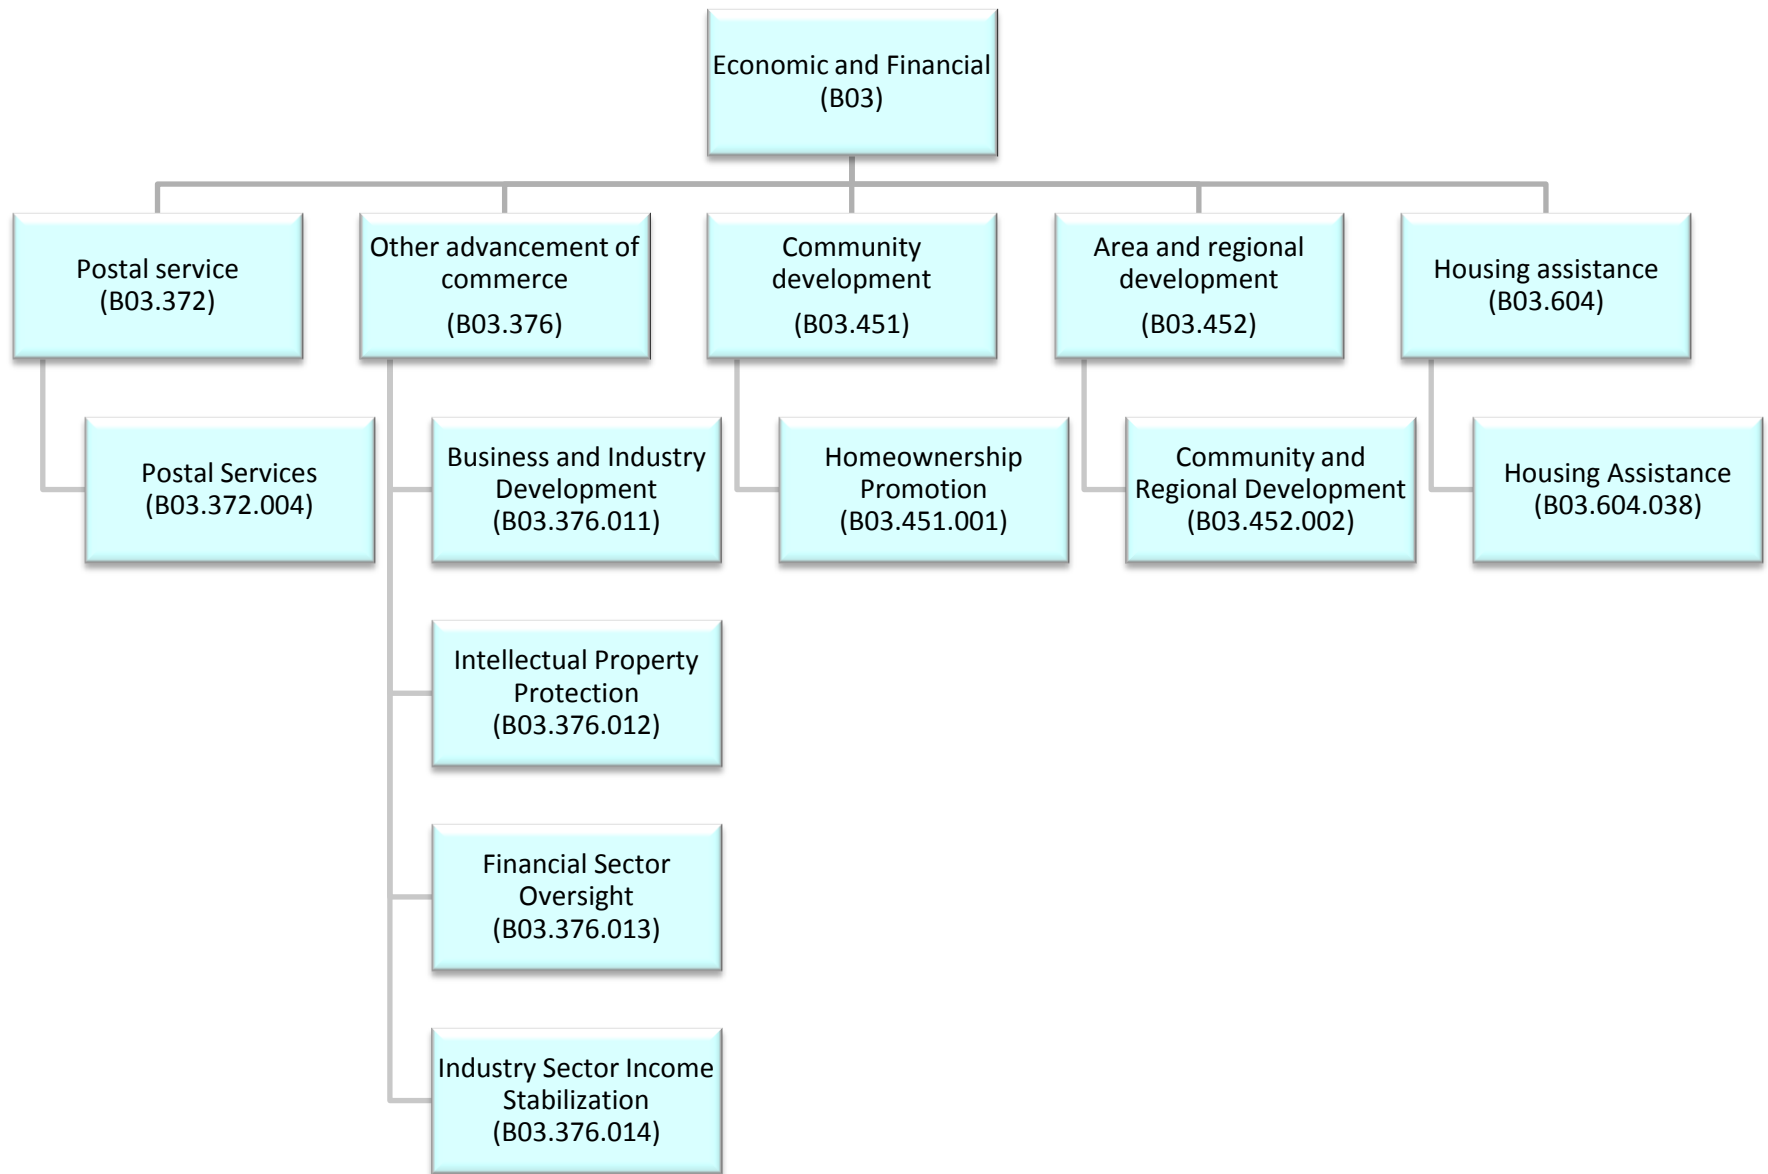 Economic and Financial
(B03)
Postal service
(B03.372)
Other advancement of
commerce
(B03.376)
Community
development
(B03.451)
Area and regional
development
(B03.452)
Housing assistance
(B03.604)
Postal Services
(B03.372.004)
Business and Industry
Development
(B03.376.011)
Homeownership
Promotion
(B03.451.001)
Community and
Regional Development
(B03.452.002)
Housing Assistance
(B03.604.038)
Intellectual Property
Protection
(B03.376.012)
Financial Sector
Oversight
(B03.376.013)
Industry Sector Income
Stabilization
(B03.376.014)